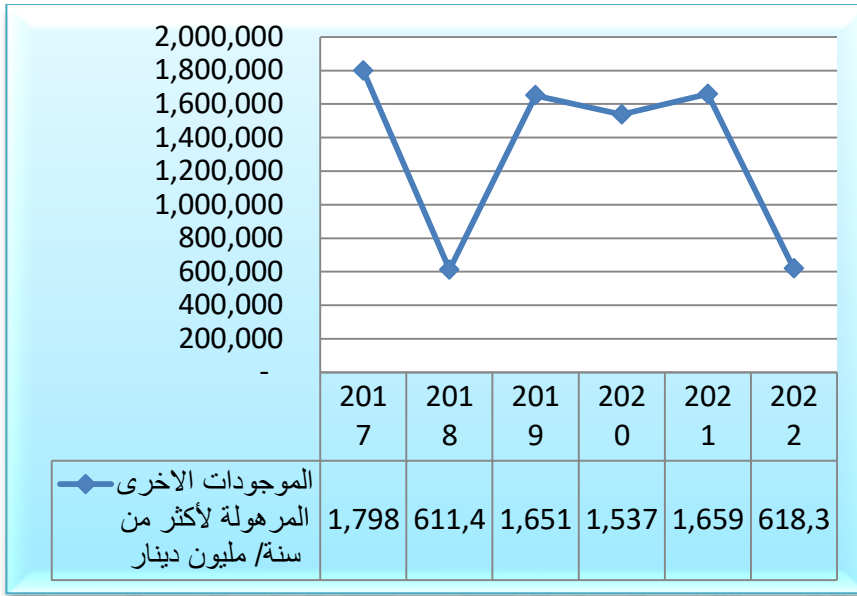 2,000,000
1,800,000
1,600,000
1,400,000
1,200,000
1,000,000
800,000
600,000
400,000
200,000
-
201 201 201 202 202 202
7 8 9 0 1 2
الموجودات الاخرى
المرهولة لأكثر من
سنة/ مليون دينار
1,798 611,4 1,651 1,537 1,659 618,3